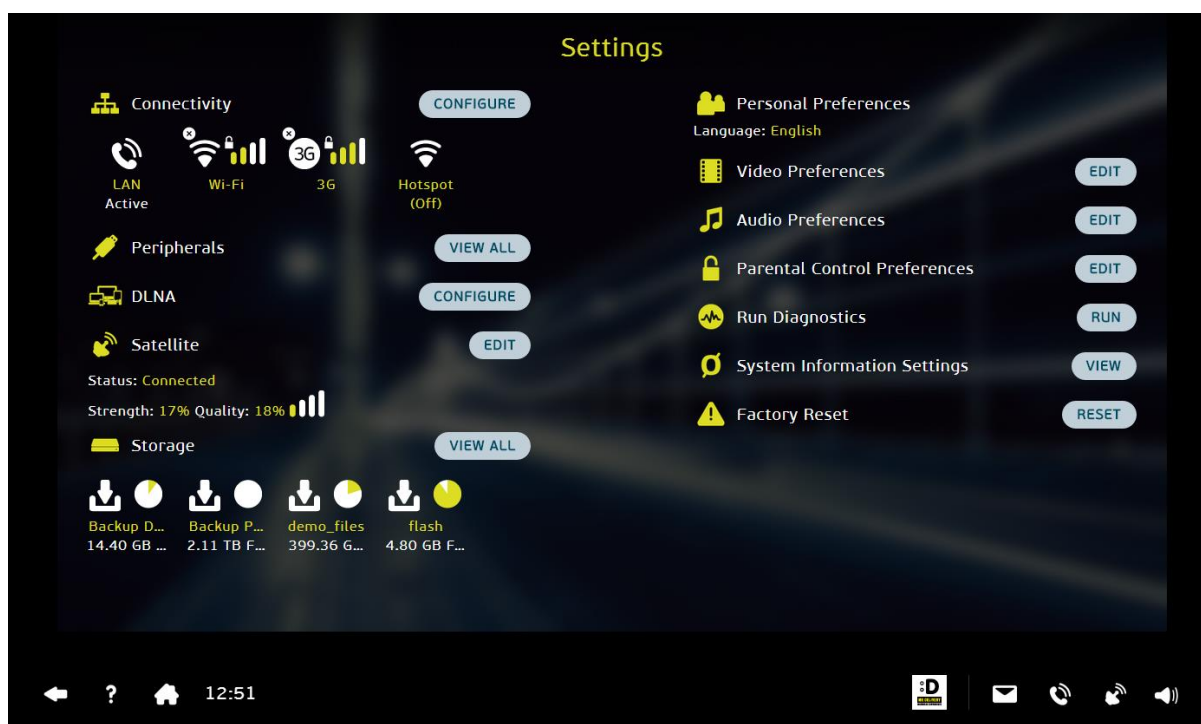 Settings
Connectivity
CONFIGURE
3G
LAN
Active
Wi-Fi
3G
Hotspot
(Off)
Peripherals
VIEW ALL
DLNA
CONFIGURE
Satellite
EDIT
Status: Connected
Strength: 17% Quality: 18%
Storage
VIEW ALL
Backup D...
14.40 GB ...
Backup P...
2.11 TB F...
demo_files
399.36 G...
flash
4.80 GB F...
Personal Preferences
Language: English
Video Preferences
EDIT
Audio Preferences
EDIT
Parental Control Preferences
EDIT
Run Diagnostics
RUN
System Information Settings
VIEW
Factory Reset
RESET
?
12:51
:D